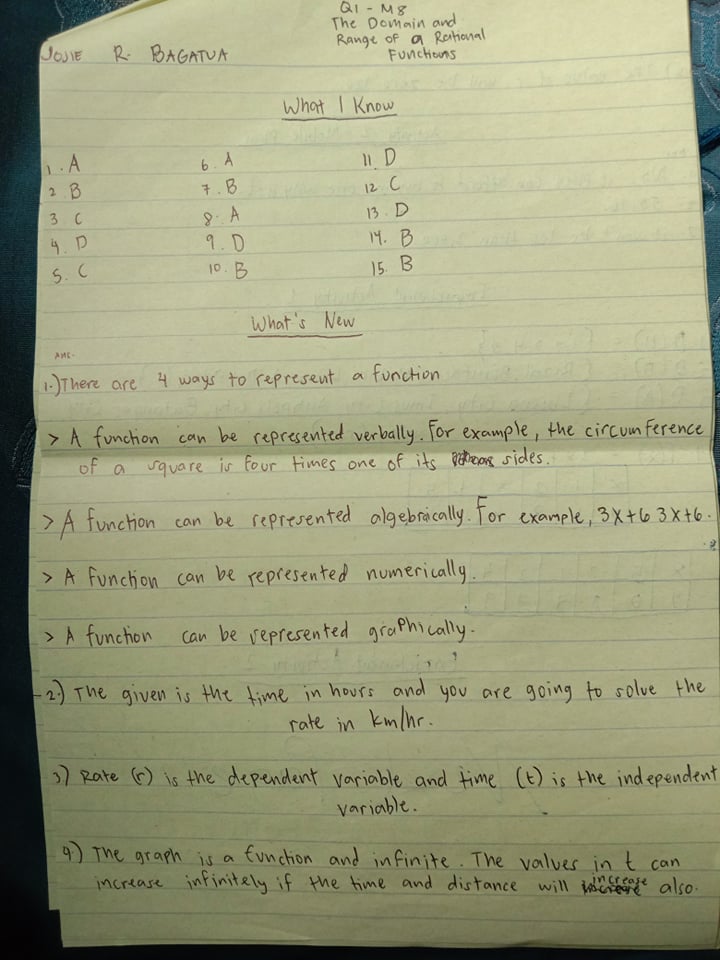 Q1 - M8
The Domain and
Range of a Rational
Functions
JOSIE R. BAGATUA
What I Know
1. A 6. A 11. D
2 B 7. B 12 C
3 C 8. A 13. D
4. D 9. D 14. B
5. C 10. B 15. B
What's New
ANS.
1.) There are 4 ways to represent a function
> A function can be represented verbally. For example, the circumference
of a square is four times one of its sides.
> A function can be represented algebraically. For example, 3x+6 3x+6.
> A function can be represented numerically.
> A function can be represented graphically.
2.) The given is the time in hours and you are going to solve the
rate in km/hr.
3) Rate (r) is the dependent variable and time (t) is the independent
variable.
4.) The graph is a function and infinite. The values in t can
increase infinitely if the time and distance will increase also.